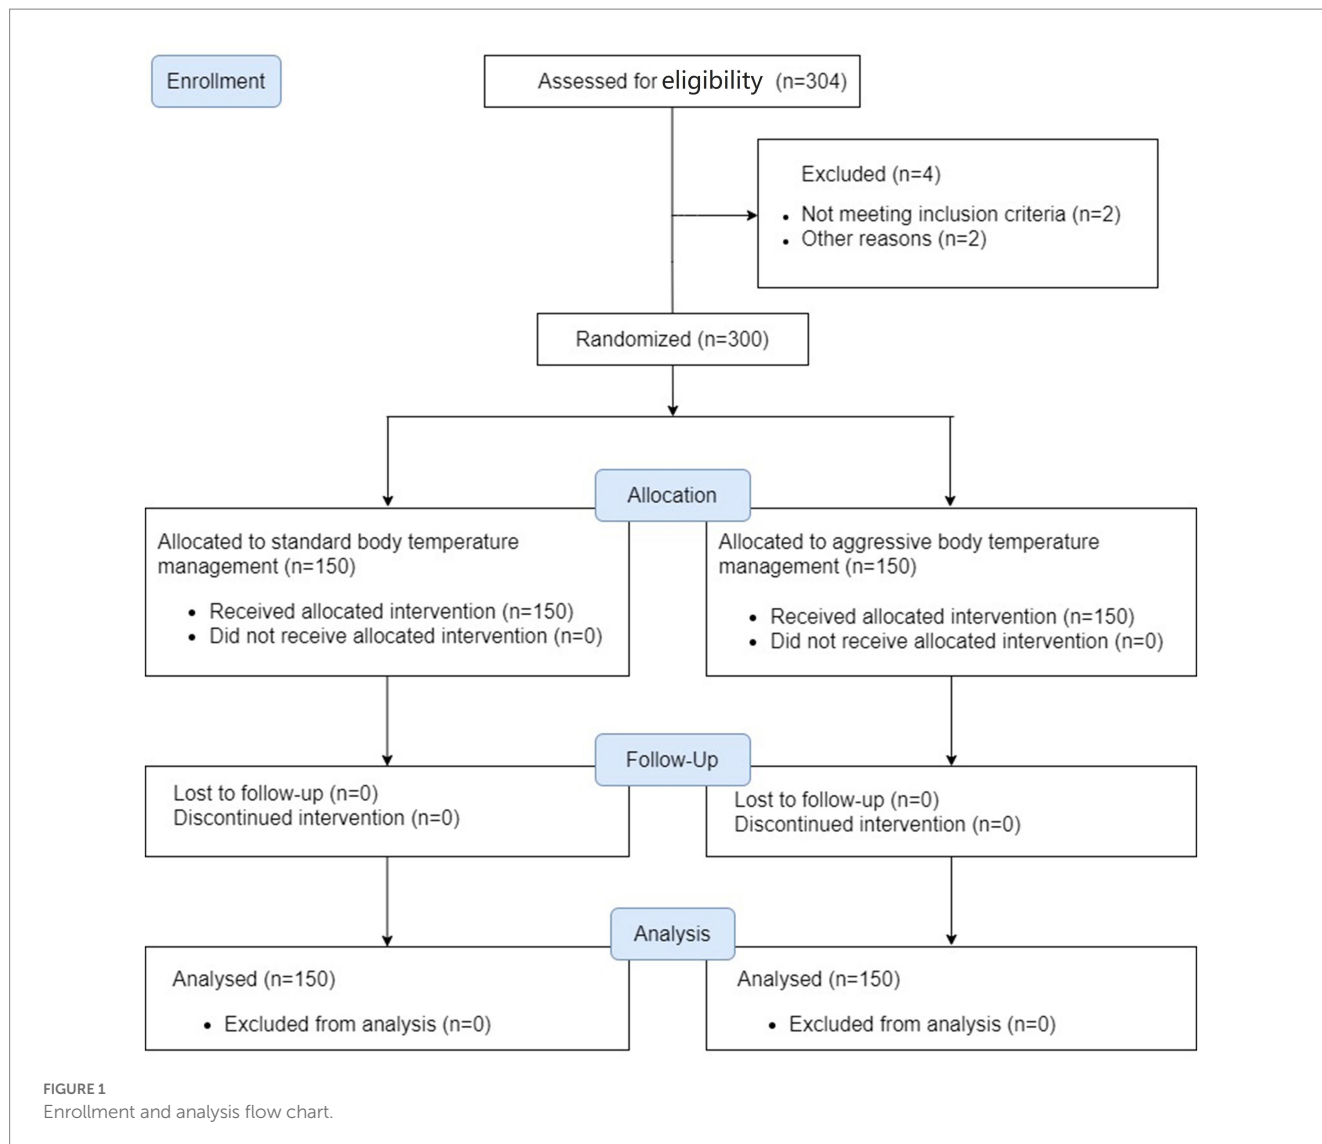 Enrollment
Assessed for eligibility (n=304)
Excluded (n=4)
• Not meeting inclusion criteria (n=2)
• Other reasons (n=2)
Randomized (n=300)
Allocation
Allocated to standard body temperature
management (n=150)
• Received allocated intervention (n=150)
• Did not receive allocated intervention (n=0)
Allocated to aggressive body temperature
management (n=150)
• Received allocated intervention (n=150)
• Did not receive allocated intervention (n=0)
Follow-Up
Lost to follow-up (n=0)
Discontinued intervention (n=0)
Lost to follow-up (n=0)
Discontinued intervention (n=0)
Analysis
Analysed (n=150)
• Excluded from analysis (n=0)
Analysed (n=150)
• Excluded from analysis (n=0)
FIGURE 1
Enrollment and analysis flow chart.